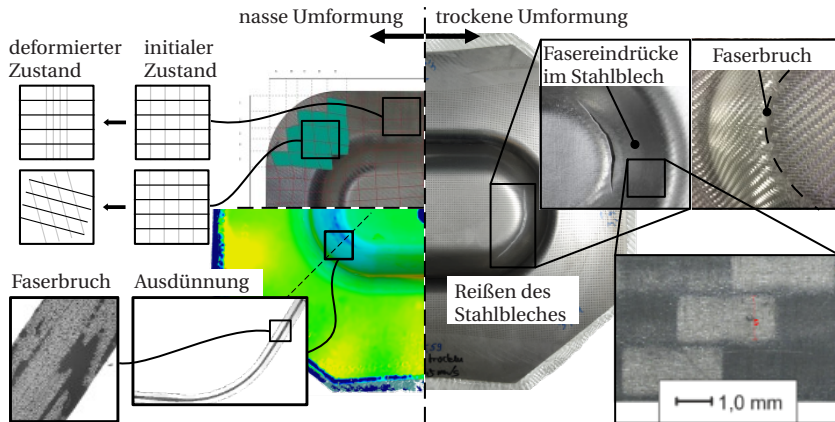 nasse Umformung
trockene Umformung
deformierter
Zustand
initialer
Zustand
Fasereindrücke
im Stahlblech
Faserbruch
Faserbruch
Ausdünnung
Reißen des
Stahlbleches
trocken
1,0 mm